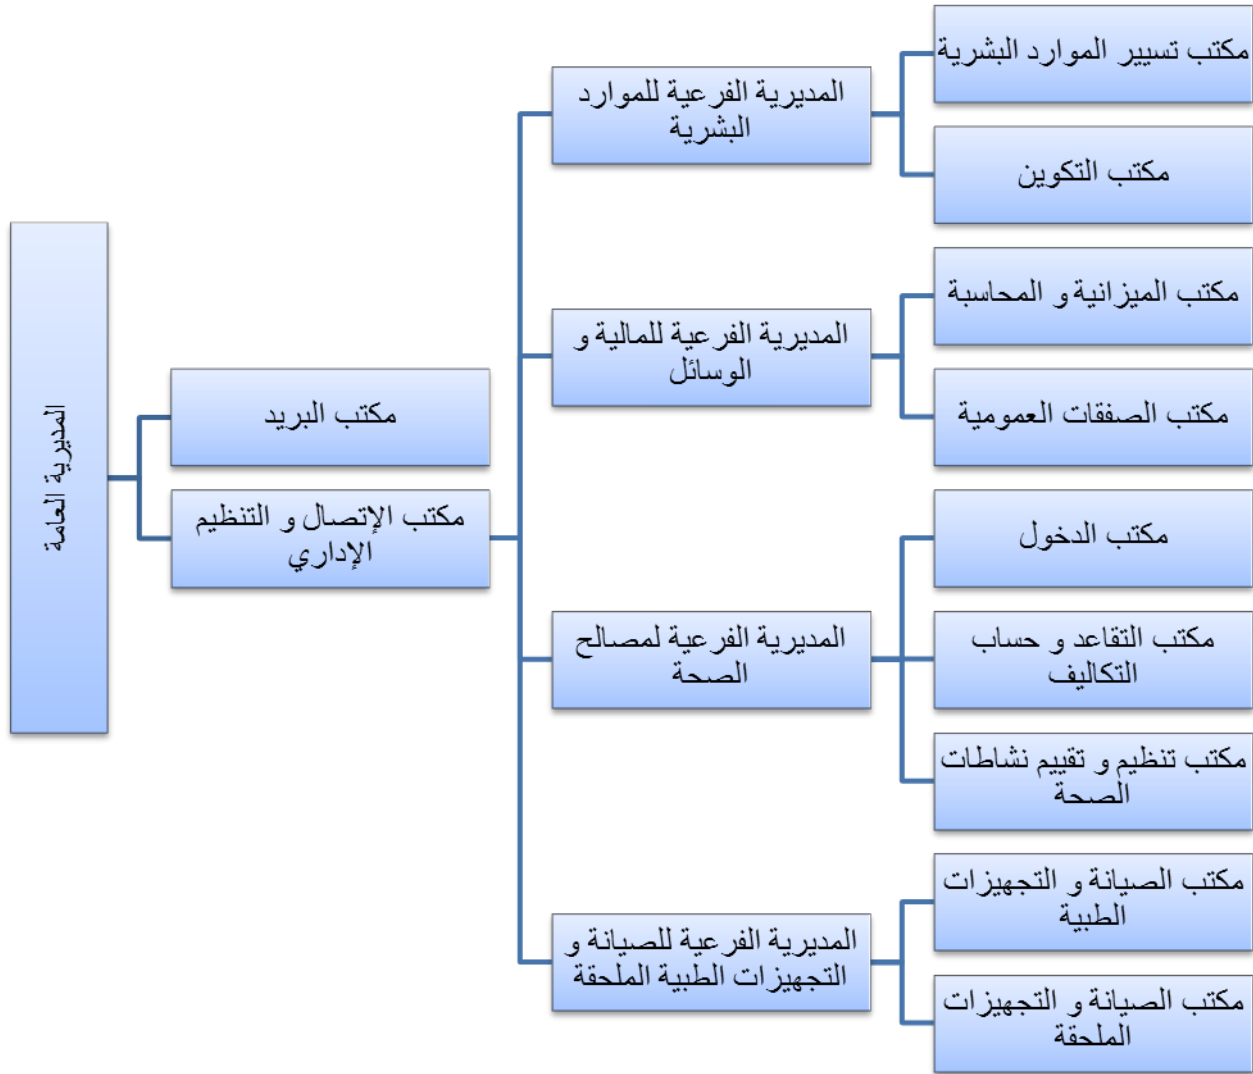 المديرية العامة
مكتب البريد
مكتب الإتصال و التنظيم
الإداري
المديرية الفرعية للموارد
البشرية
مكتب تسيير الموارد البشرية
مكتب التكوين
المديرية الفرعية للمالية و
الوسائل
مكتب الميزانية و المحاسبة
مكتب الصفقات العمومية
المديرية الفرعية لمصالح
الصحة
مكتب الدخول
مكتب التقاعد و حساب
التكاليف
مكتب تنظيم و تقييم نشاطات
الصحة
المديرية الفرعية للصيانة و
التجهيزات الطبية الملحقة
مكتب الصيانة و التجهيزات
الطبية
مكتب الصيانة و التجهيزات
الملحقة